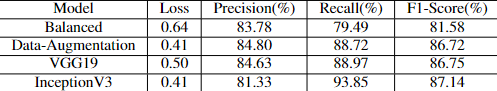 Model Loss Precision(%) Recall(%) F1-Score(%)
Balanced 0.64 83.78 79.49 81.58
Data-Augmentation 0.41 84.80 88.72 86.72
VGG19 0.50 84.63 88.97 86.75
InceptionV3 0.41 81.33 93.85 87.14